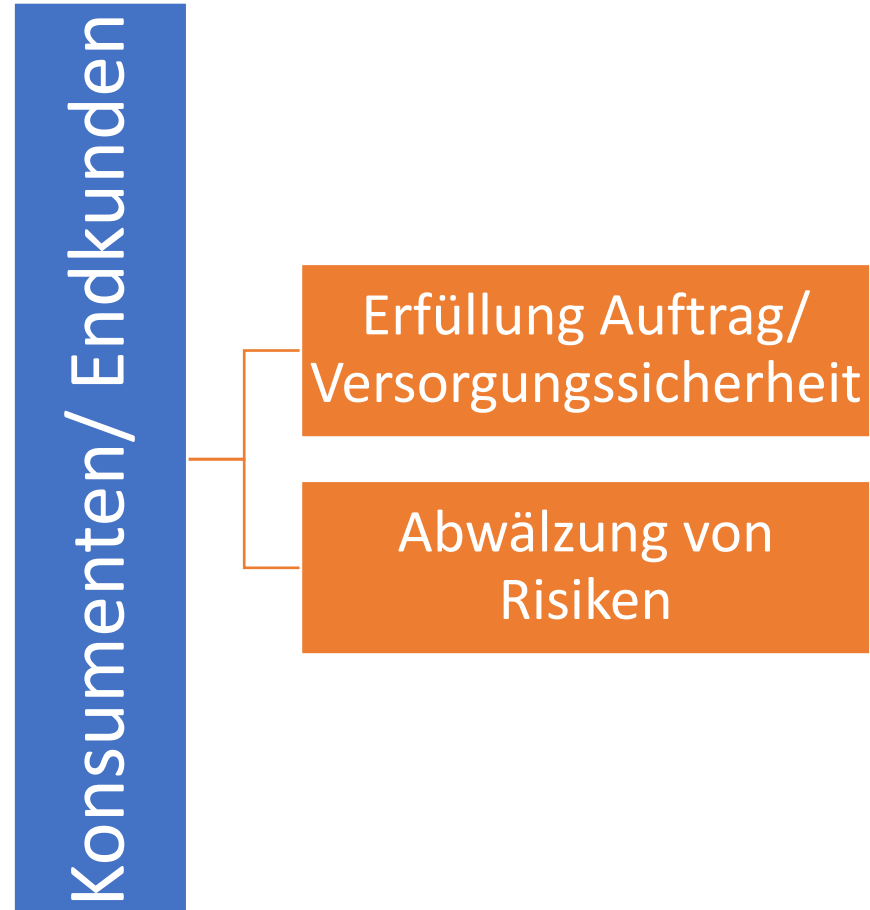 Konsumenten/ Endkunden
Erfüllung Auftrag/
Versorgungssicherheit
Abwälzung von
Risiken